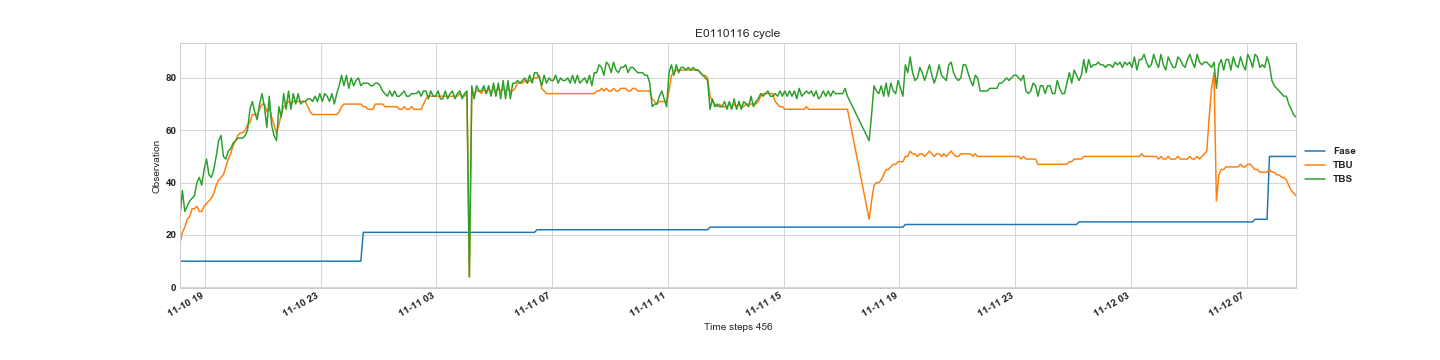 E0110116 cycle
80
60
40
20
0
Observation
11-10 19
11-10 23
11-11 03
11-11 07
11-11 11
11-11 15
11-11 19
11-11 23
11-12 03
11-12 07
Time steps 456
Fase
TBU
TBS